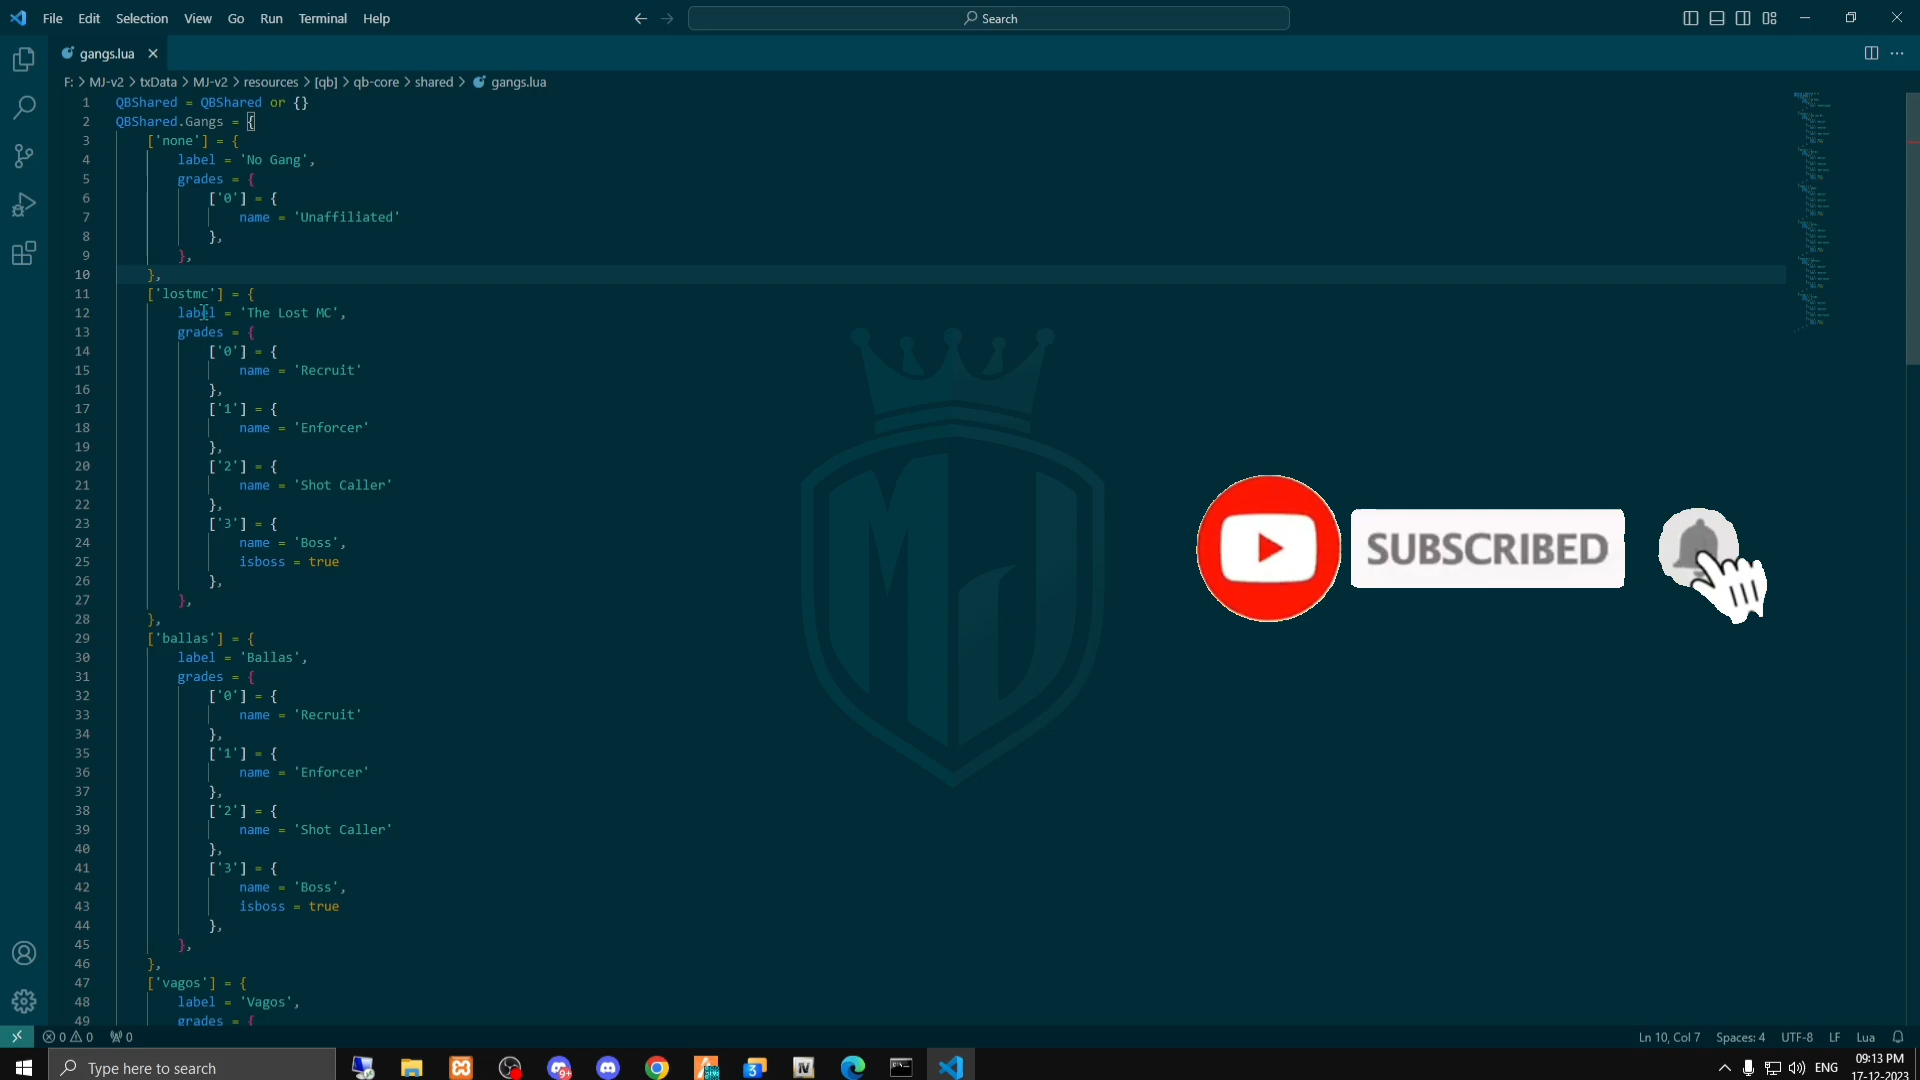 File Edit Selection View Go Run Terminal Help
Search
gangs.lua
F: > MJ-v2 > txData > MJ-v2 > resources > [qb] > qb-core > shared > gangs.lua
1 QBShared = QBShared or {}
2 QBShared.Gangs = {
3 ['none'] = {
4 label = 'No Gang',
5 grades = {
6 ['0'] = {
7 name = 'Unaffiliated'
8 },
9 },
10 },
11 ['lostmc'] = {
12 label = 'The Lost MC',
13 grades = {
14 ['0'] = {
15 name = 'Recruit'
16 },
17 ['1'] = {
18 name = 'Enforcer'
19 },
20 ['2'] = {
21 name = 'Shot Caller'
22 },
23 ['3'] = {
24 name = 'Boss',
25 isboss = true
26 },
27 },
28 },
29 ['ballas'] = {
30 label = 'Ballas',
31 grades = {
32 ['0'] = {
33 name = 'Recruit'
34 },
35 ['1'] = {
36 name = 'Enforcer'
37 },
38 ['2'] = {
39 name = 'Shot Caller'
40 },
41 ['3'] = {
42 name = 'Boss',
43 isboss = true
44 },
45 },
46 },
47 ['vagos'] = {
48 label = 'Vagos',
49 grades = {
MJ
SUBSCRIBED
0 0 0
Ln 10, Col 7 Spaces: 4 UTF-8 LF Lua
Type here to search
9+
ENG
09:13 PM
17-12-2023